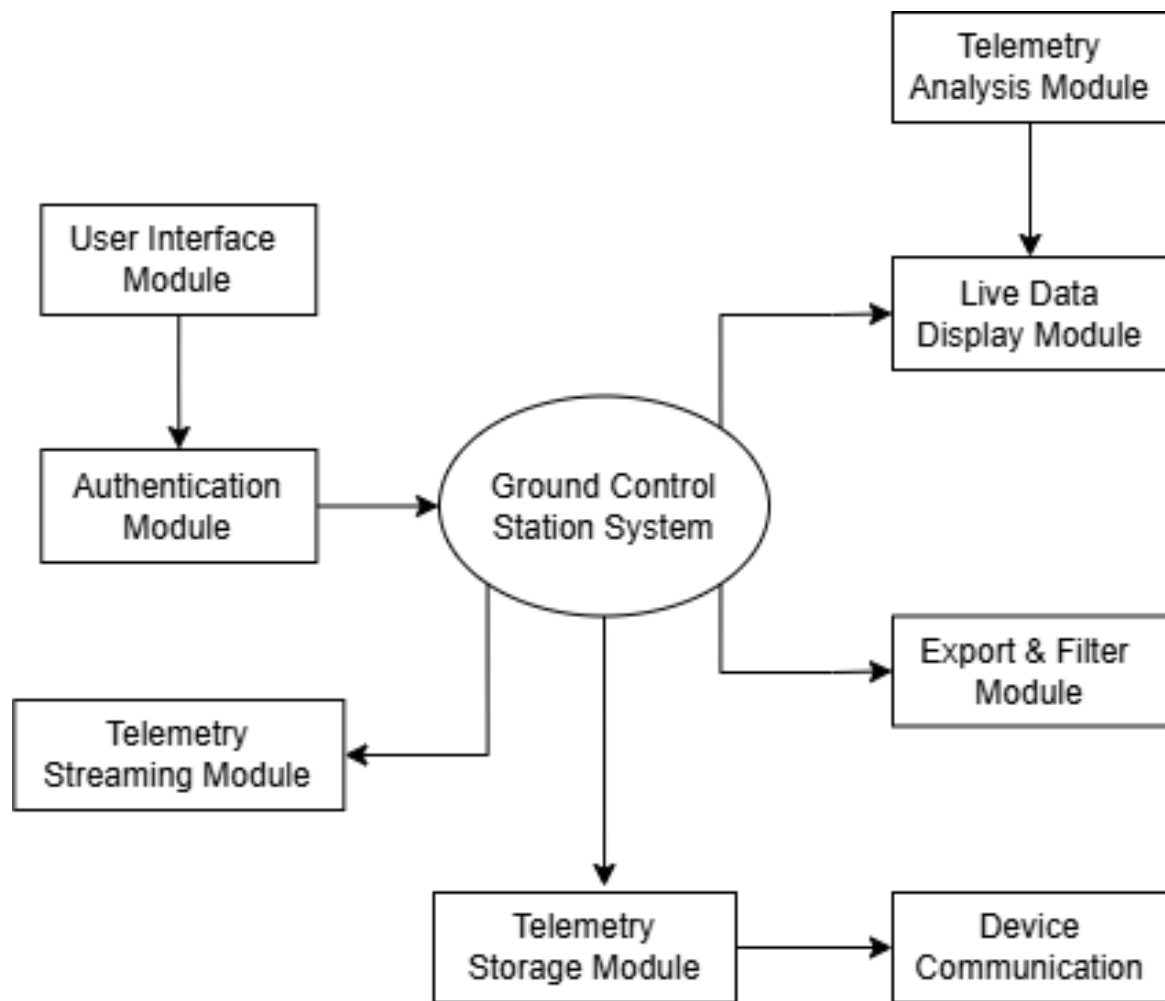 Telemetry
Analysis Module
User Interface
Module
Live Data
Display Module
Authentication
Module
Ground Control
Station System
Export & Filter
Module
Telemetry
Streaming Module
Telemetry
Storage Module
Device
Communication